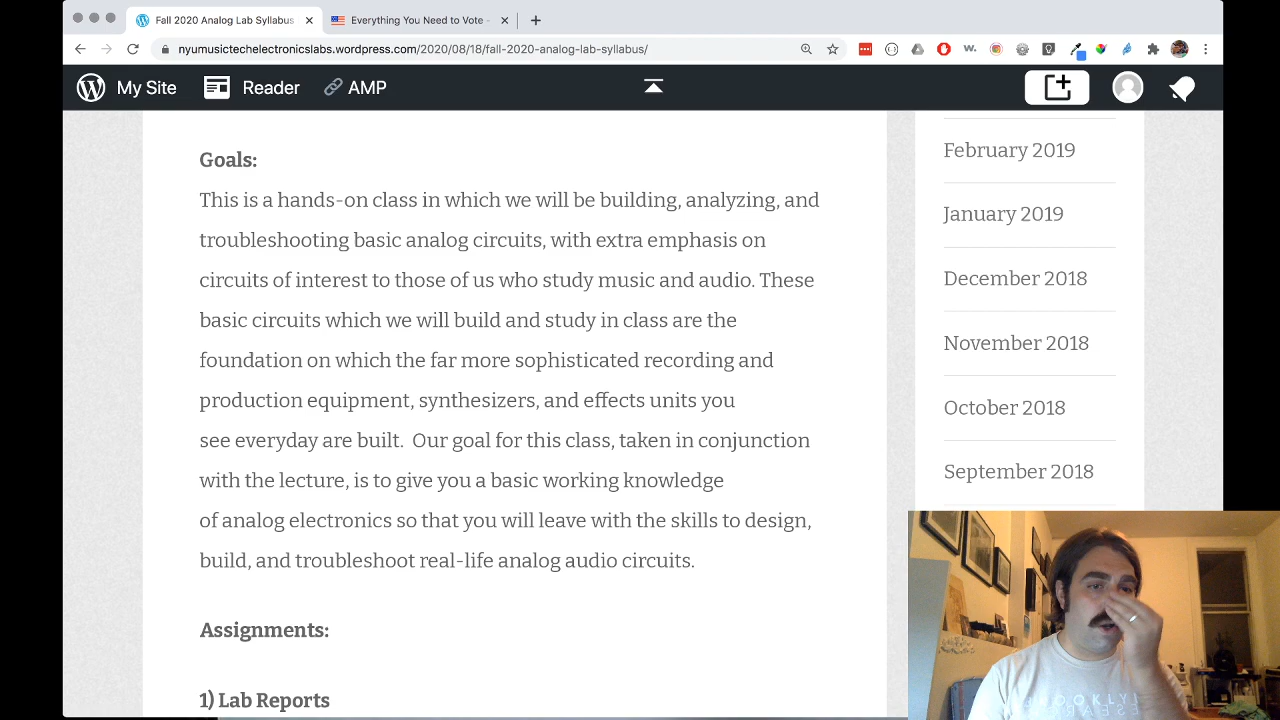 Fall 2020 Analog Lab Syllabus
Everything You Need to Vote -
nyumusictechelectronicslabs.wordpress.com/2020/08/18/fall-2020-analog-lab-syllabus/
My Site Reader AMP
Goals:
This is a hands-on class in which we will be building, analyzing, and
troubleshooting basic analog circuits, with extra emphasis on
circuits of interest to those of us who study music and audio. These
basic circuits which we will build and study in class are the
foundation on which the far more sophisticated recording and
production equipment, synthesizers, and effects units you
see everyday are built.  Our goal for this class, taken in conjunction
with the lecture, is to give you a basic working knowledge
of analog electronics so that you will leave with the skills to design,
build, and troubleshoot real-life analog audio circuits.
Assignments:
1) Lab Reports
February 2019
January 2019
December 2018
November 2018
October 2018
September 2018